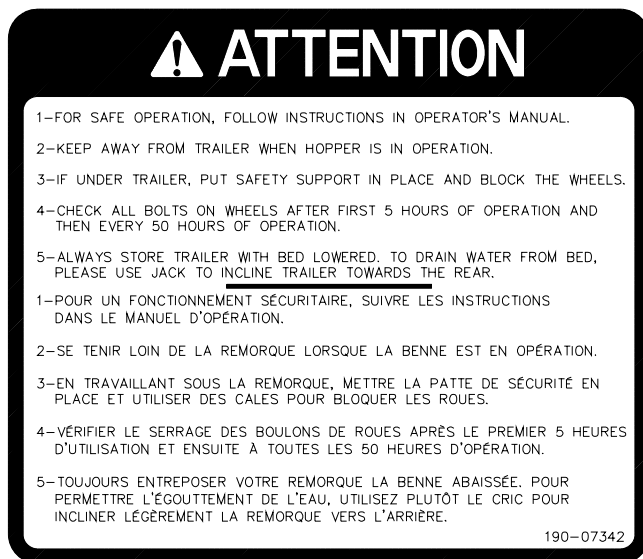 ATTENTION
1-FOR SAFE OPERATION, FOLLOW INSTRUCTIONS IN OPERATOR'S MANUAL.
2-KEEP AWAY FROM TRAILER WHEN HOPPER IS IN OPERATION.
3-IF UNDER TRAILER, PUT SAFETY SUPPORT IN PLACE AND BLOCK THE WHEELS.
4-CHECK ALL BOLTS ON WHEELS AFTER FIRST 5 HOURS OF OPERATION AND
THEN EVERY 50 HOURS OF OPERATION.
5-ALWAYS STORE TRAILER WITH BED LOWERED. TO DRAIN WATER FROM BED,
PLEASE USE JACK TO INCLINE TRAILER TOWARDS THE REAR.
1-POUR UN FONCTIONNEMENT SÉCURITAIRE, SUIVRE LES INSTRUCTIONS
DANS LE MANUEL D'OPÉRATION.
2-SE TENIR LOIN DE LA REMORQUE LORSQUE LA BENNE EST EN OPÉRATION.
3-EN TRAVAILLANT SOUS LA REMORQUE, METTRE LA PATTE DE SÉCURITÉ EN
PLACE ET UTILISER DES CALES POUR BLOQUER LES ROUES.
4-VÉRIFIER LE SERRAGE DES BOULONS DE ROUES APRÈS LE PREMIER 5 HEURES
D'UTILISATION ET ENSUITE À TOUTES LES 50 HEURES D'OPÉRATION.
5-TOUJOURS ENTREPOSER VOTRE REMORQUE LA BENNE ABAISSÉE. POUR
PERMETTRE L'ÉGOUTTEMENT DE L'EAU, UTILISEZ PLUTÔT LE CRIC POUR
INCLINER LÉGÈREMENT LA REMORQUE VERS L'ARRIÈRE.
190-07342